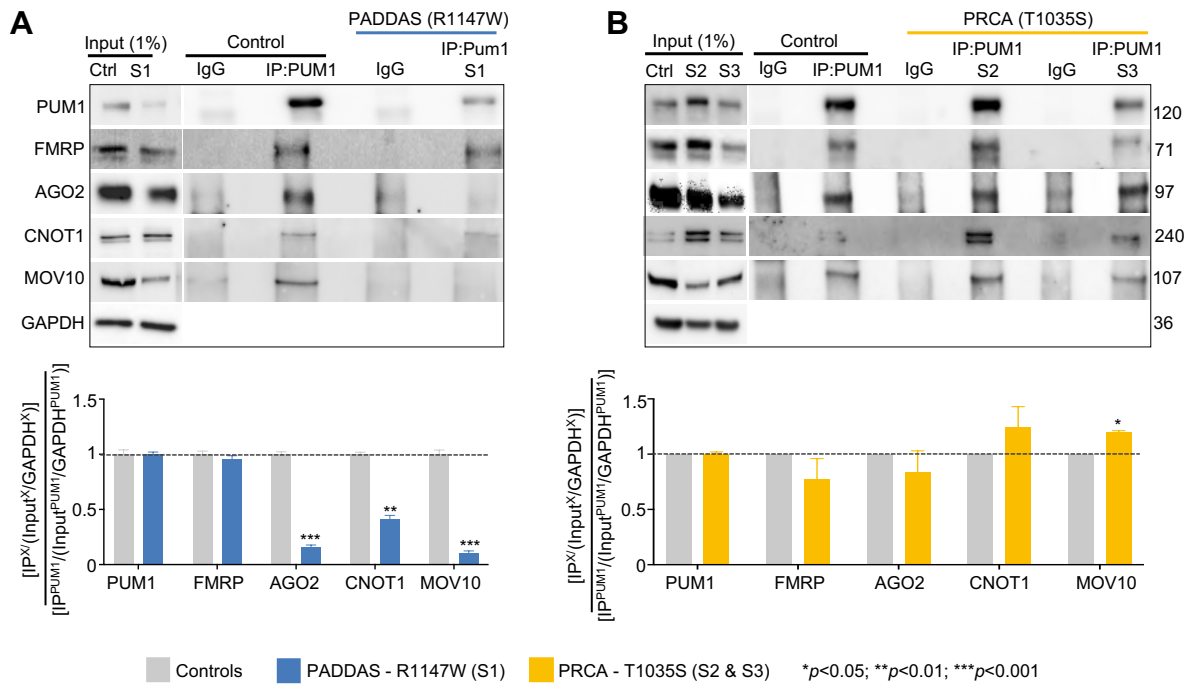 A
PADDAS (R1147W)
Input (1%)
Control
IP:Pum1
Ctrl S1 IgG IP:PUM1 IgG S1
PUM1
FMRP
AGO2
CNOT1
MOV10
GAPDH
B
PRCA (T1035S)
Input (1%)
Control
IP:PUM1
IP:PUM1
Ctrl S2 S3 IgG IP:PUM1 IgG S2 IgG S3
120
71
97
240
107
36
[IP^X/(Input^X/GAPDH^X)]
[IP^PUM1/(Input^PUM1/GAPDH^PUM1)]
1.5
1
0.5
0
***
**
***
PUM1 FMRP AGO2 CNOT1 MOV10
[IP^X/(Input^X/GAPDH^X)]
[IP^PUM1/(Input^PUM1/GAPDH^PUM1)]
1.5
1
0.5
0
*
PUM1 FMRP AGO2 CNOT1 MOV10
Controls PADDAS - R1147W (S1) PRCA - T1035S (S2 & S3) *p<0.05; **p<0.01; ***p<0.001